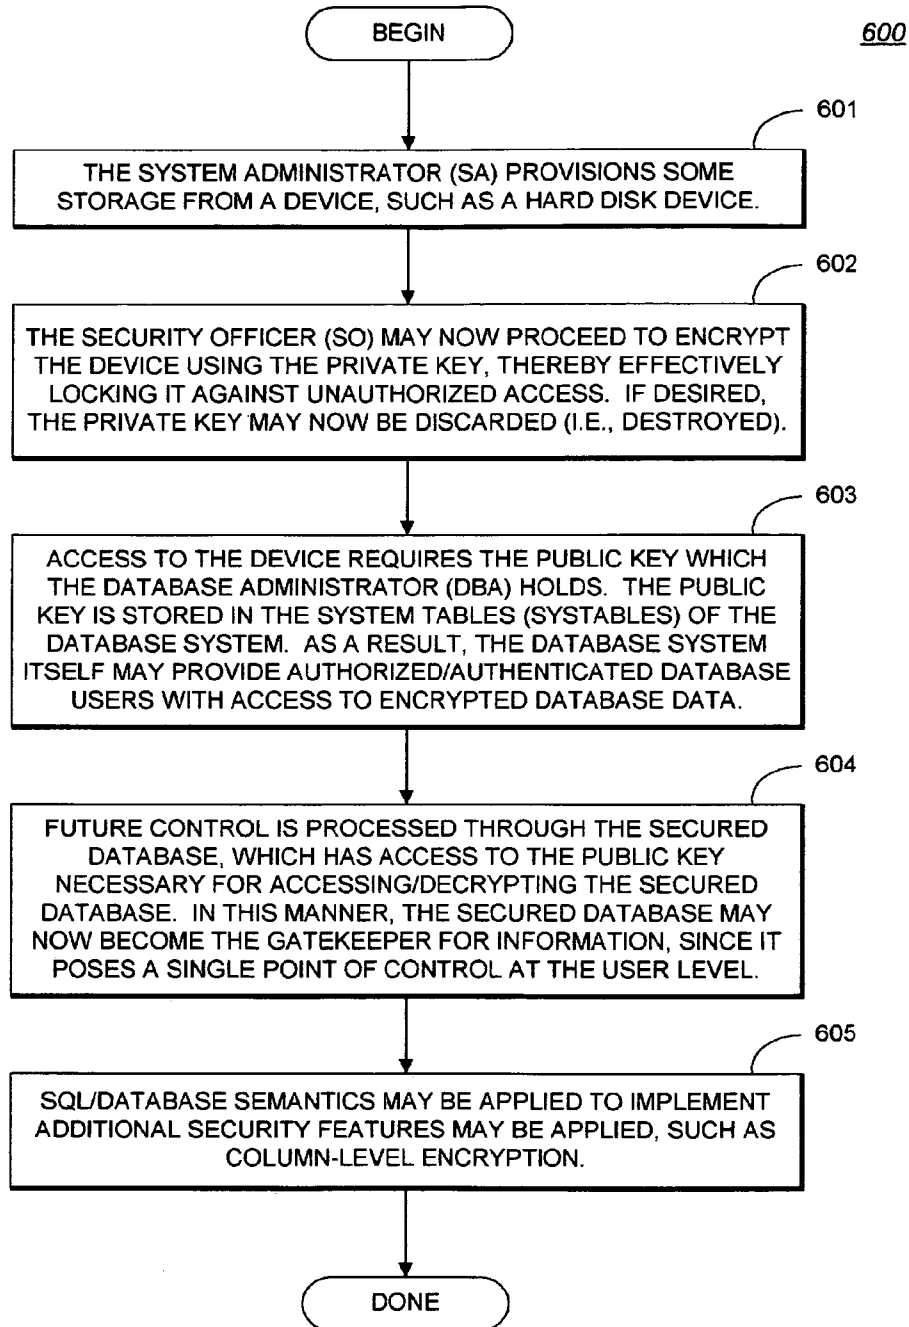 BEGIN
600
601
THE SYSTEM ADMINISTRATOR (SA) PROVISIONS SOME
STORAGE FROM A DEVICE, SUCH AS A HARD DISK DEVICE.
602
THE SECURITY OFFICER (SO) MAY NOW PROCEED TO ENCRYPT
THE DEVICE USING THE PRIVATE KEY, THEREBY EFFECTIVELY
LOCKING IT AGAINST UNAUTHORIZED ACCESS. IF DESIRED,
THE PRIVATE KEY MAY NOW BE DISCARDED (I.E., DESTROYED).
603
ACCESS TO THE DEVICE REQUIRES THE PUBLIC KEY WHICH
THE DATABASE ADMINISTRATOR (DBA) HOLDS. THE PUBLIC
KEY IS STORED IN THE SYSTEM TABLES (SYSTABLES) OF THE
DATABASE SYSTEM. AS A RESULT, THE DATABASE SYSTEM
ITSELF MAY PROVIDE AUTHORIZED/AUTHENTICATED DATABASE
USERS WITH ACCESS TO ENCRYPTED DATABASE DATA.
604
FUTURE CONTROL IS PROCESSED THROUGH THE SECURED
DATABASE, WHICH HAS ACCESS TO THE PUBLIC KEY
NECESSARY FOR ACCESSING/DECRYPTING THE SECURED
DATABASE. IN THIS MANNER, THE SECURED DATABASE MAY
NOW BECOME THE GATEKEEPER FOR INFORMATION, SINCE IT
POSES A SINGLE POINT OF CONTROL AT THE USER LEVEL.
605
SQL/DATABASE SEMANTICS MAY BE APPLIED TO IMPLEMENT
ADDITIONAL SECURITY FEATURES MAY BE APPLIED, SUCH AS
COLUMN-LEVEL ENCRYPTION.
DONE